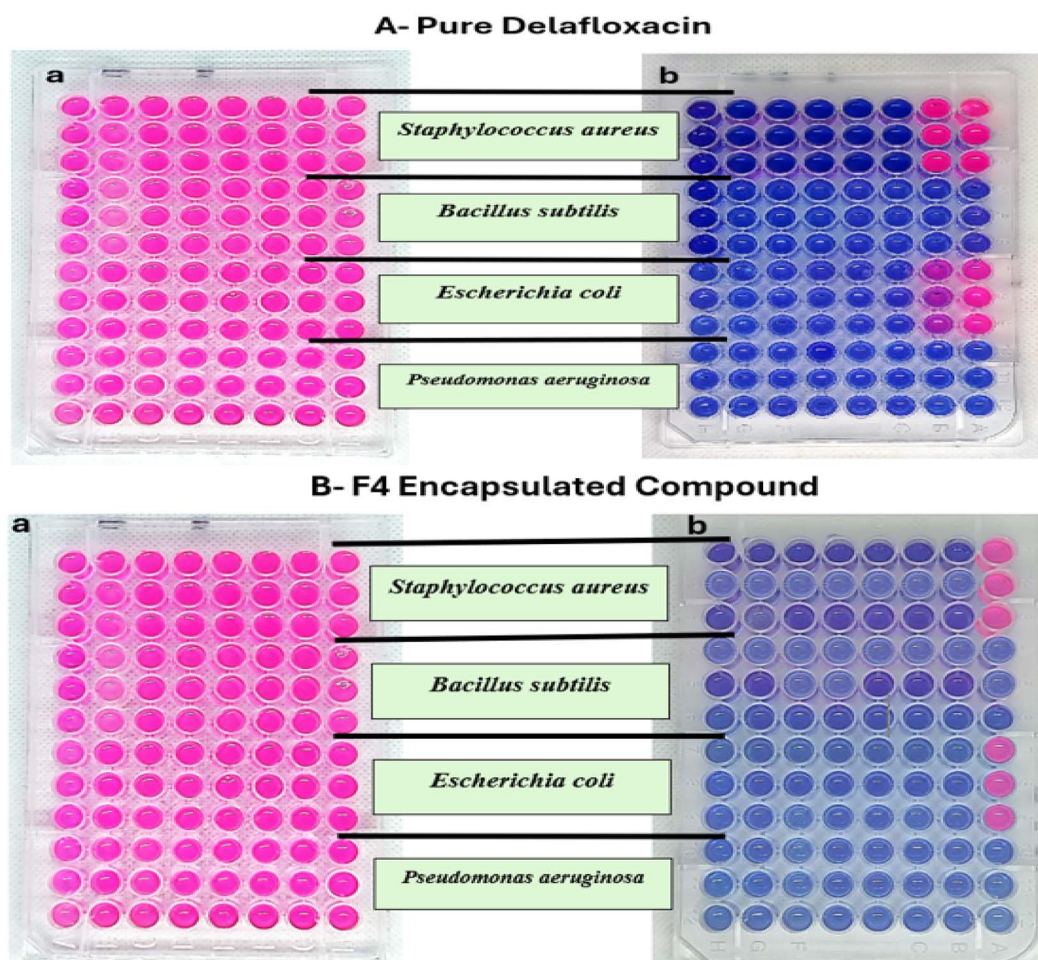 A- Pure Delafloxacin
a
b
Staphylococcus aureus
Bacillus subtilis
Escherichia coli
Pseudomonas aeruginosa
B- F4 Encapsulated Compound
a
b
Staphylococcus aureus
Bacillus subtilis
Escherichia coli
Pseudomonas aeruginosa
H G F C B A